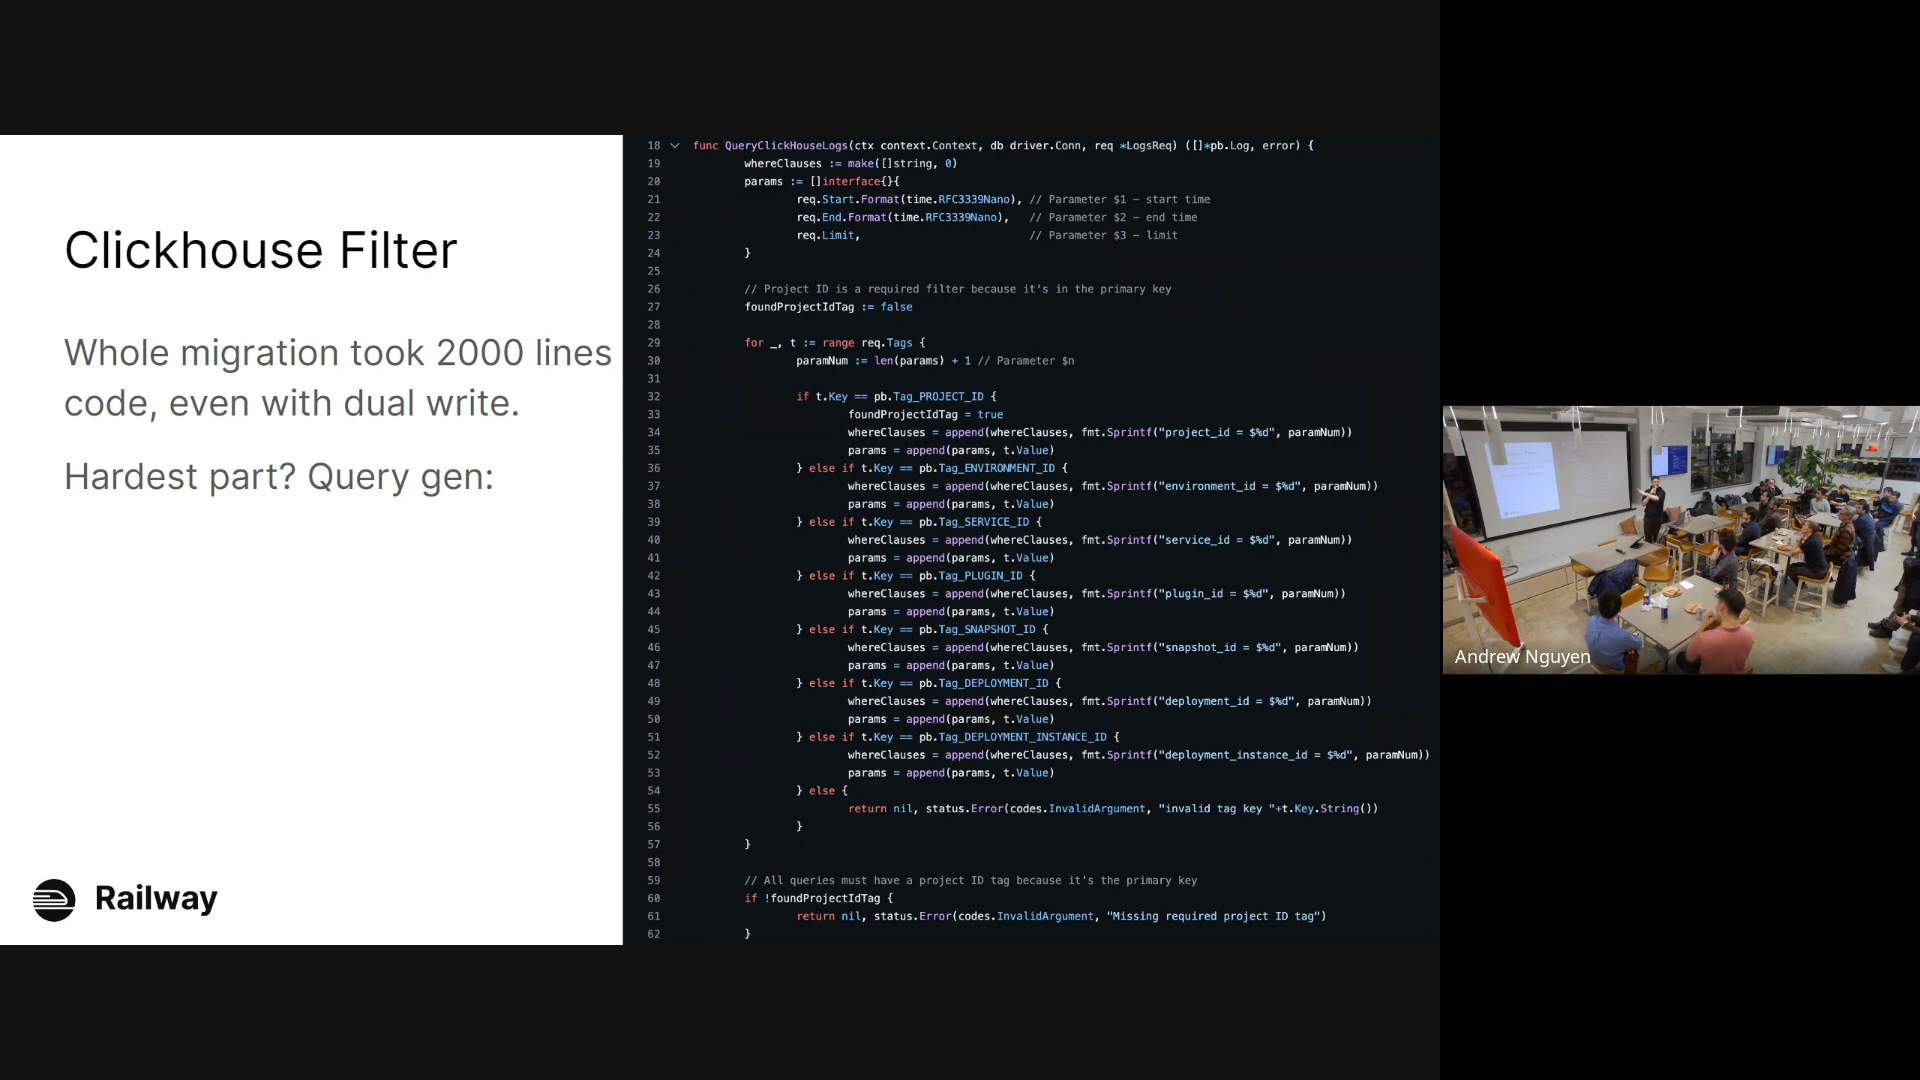 Clickhouse Filter
Whole migration took 2000 lines
code, even with dual write.
Hardest part? Query gen:
Railway
18 func QueryClickHouseLogs(ctx context.Context, db driver.Conn, req *LogsReq) ([]*pb.Log, error) {
19 whereClauses := make([]string, 0)
20 params := []interface{}{
21 req.Start.Format(time.RFC3339Nano), // Parameter $1 – start time
22 req.End.Format(time.RFC3339Nano), // Parameter $2 – end time
23 req.Limit, // Parameter $3 – limit
24 }
25
26 // Project ID is a required filter because it's in the primary key
27 foundProjectIdTag := false
28
29 for _, t := range req.Tags {
30 paramNum := len(params) + 1 // Parameter $n
31
32 if t.Key == pb.Tag_PROJECT_ID {
33 foundProjectIdTag = true
34 whereClauses = append(whereClauses, fmt.Sprintf("project_id = $%d", paramNum))
35 params = append(params, t.Value)
36 } else if t.Key == pb.Tag_ENVIRONMENT_ID {
37 whereClauses = append(whereClauses, fmt.Sprintf("environment_id = $%d", paramNum))
38 params = append(params, t.Value)
39 } else if t.Key == pb.Tag_SERVICE_ID {
40 whereClauses = append(whereClauses, fmt.Sprintf("service_id = $%d", paramNum))
41 params = append(params, t.Value)
42 } else if t.Key == pb.Tag_PLUGIN_ID {
43 whereClauses = append(whereClauses, fmt.Sprintf("plugin_id = $%d", paramNum))
44 params = append(params, t.Value)
45 } else if t.Key == pb.Tag_SNAPSHOT_ID {
46 whereClauses = append(whereClauses, fmt.Sprintf("snapshot_id = $%d", paramNum))
47 params = append(params, t.Value)
48 } else if t.Key == pb.Tag_DEPLOYMENT_ID {
49 whereClauses = append(whereClauses, fmt.Sprintf("deployment_id = $%d", paramNum))
50 params = append(params, t.Value)
51 } else if t.Key == pb.Tag_DEPLOYMENT_INSTANCE_ID {
52 whereClauses = append(whereClauses, fmt.Sprintf("deployment_instance_id = $%d", paramNum))
53 params = append(params, t.Value)
54 } else {
55 return nil, status.Error(codes.InvalidArgument, "invalid tag key "+t.Key.String())
56 }
57 }
58
59 // All queries must have a project ID tag because it's the primary key
60 if !foundProjectIdTag {
61 return nil, status.Error(codes.InvalidArgument, "Missing required project ID tag")
62 }
Andrew Nguyen